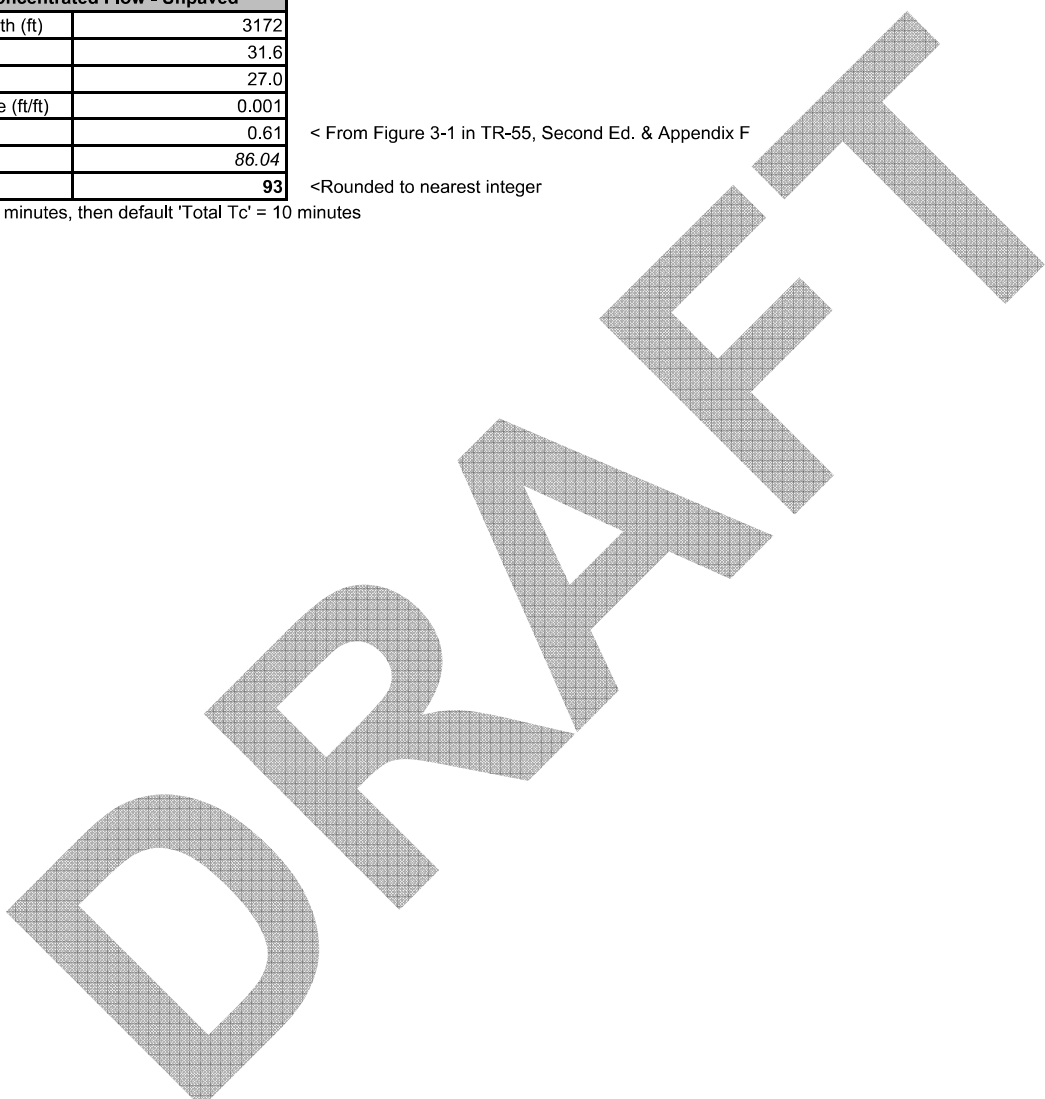 oncentrated Flow - Unpaved
th (ft) 3172
31.6
27.0
e (ft/ft) 0.001
0.61 < From Figure 3-1 in TR-55, Second Ed. & Appendix F
86.04
93 <Rounded to nearest integer
minutes, then default 'Total Tc' = 10 minutes
DRAFT